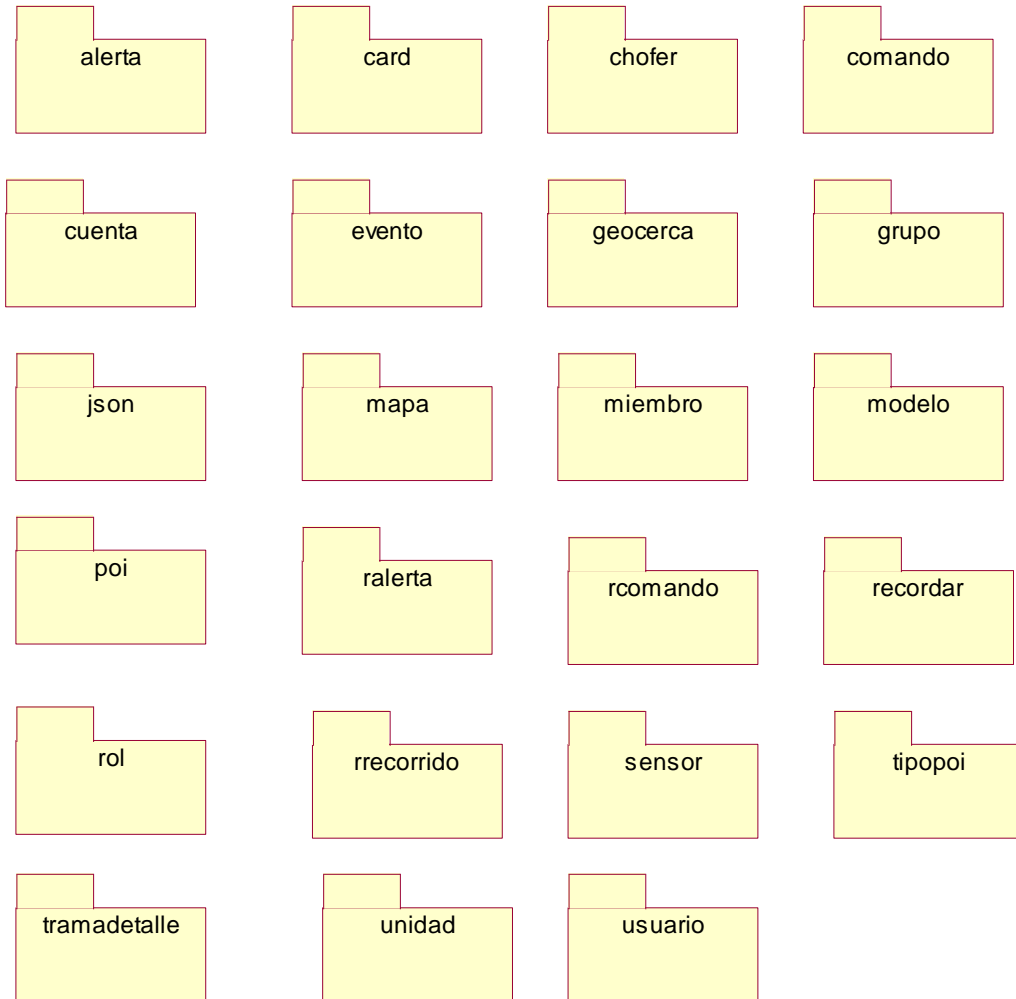 alerta
card
chofer
comando
cuenta
evento
geocerca
grupo
json
mapa
miembro
modelo
poi
ralerta
rcomando
recordar
rol
rrecorrido
sensor
tipopoi
tramadetalle
unidad
usuario